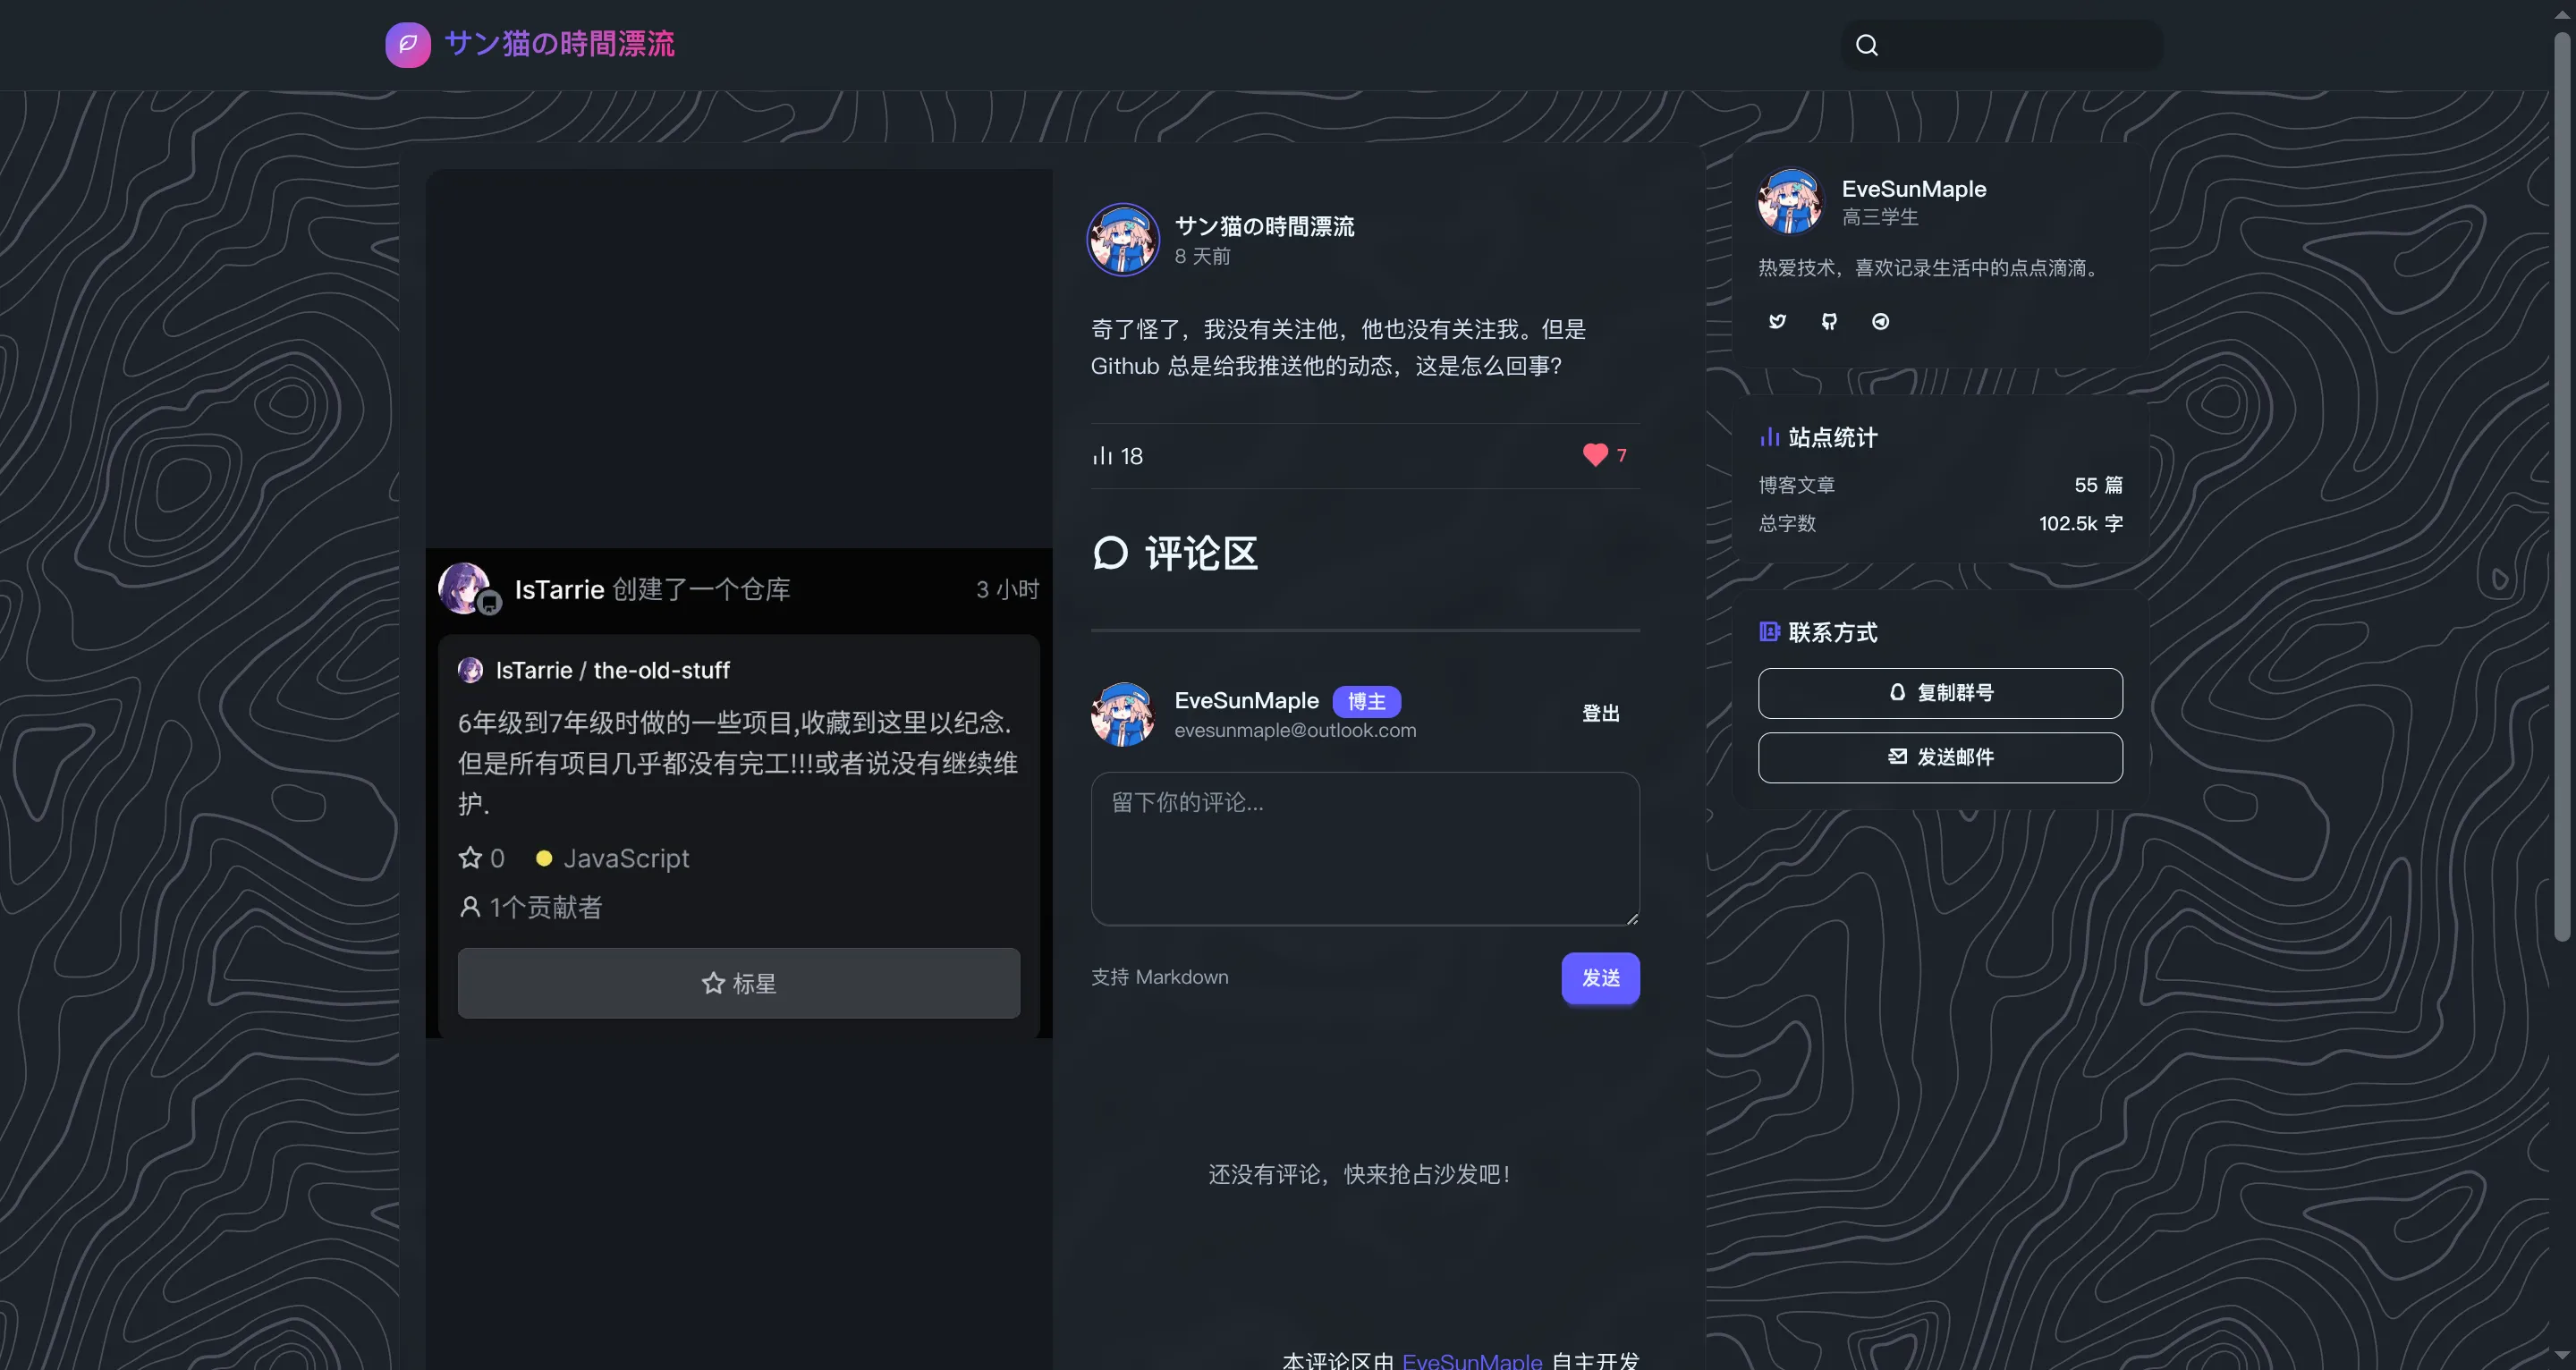 サン猫の時間漂流
IsTarrie 创建了一个仓库
3 小时
IsTarrie / the-old-stuff
6年级到7年级时做的一些项目,收藏到这里以纪念.
但是所有项目几乎都没有完工!!!或者说没有继续维
护.
0
JavaScript
1个贡献者
标星
サン猫の時間漂流
8 天前
奇了怪了，我没有关注他，他也没有关注我。但是
Github 总是给我推送他的动态，这是怎么回事？
18
7
评论区
EveSunMaple 博主
evesunmaple@outlook.com
登出
留下你的评论...
支持 Markdown
发送
还没有评论，快来抢占沙发吧！
本评论区由 EveSunMaple 自主开发
EveSunMaple
高三学生
热爱技术，喜欢记录生活中的点点滴滴。
站点统计
博客文章
55 篇
总字数
102.5k 字
联系方式
复制群号
发送邮件